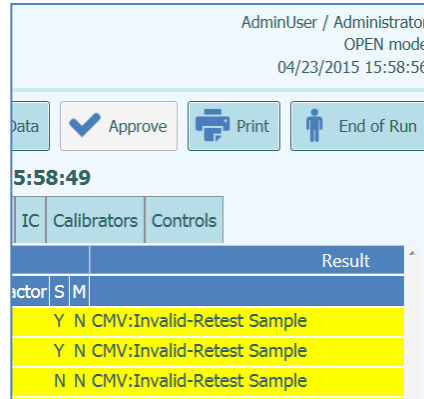 AdminUser / Administrator
OPEN mode
04/23/2015 15:58:56
Data Approve Print End of Run
5:58:49
IC Calibrators Controls
Result
actor S M
Y N CMV:Invalid-Retest Sample
Y N CMV:Invalid-Retest Sample
N N CMV:Invalid-Retest Sample